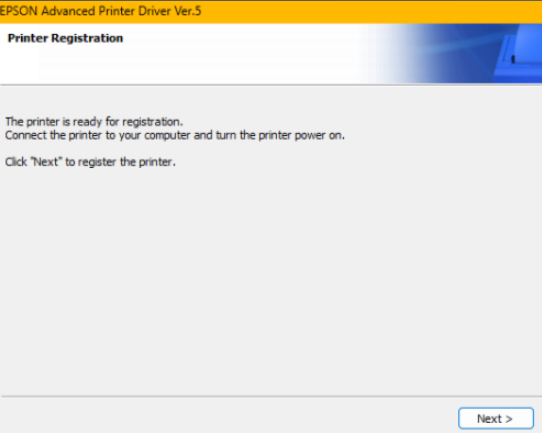 EPSON Advanced Printer Driver Ver.5
Printer Registration
The printer is ready for registration.
Connect the printer to your computer and turn the printer power on.
Click "Next" to register the printer.
Next >